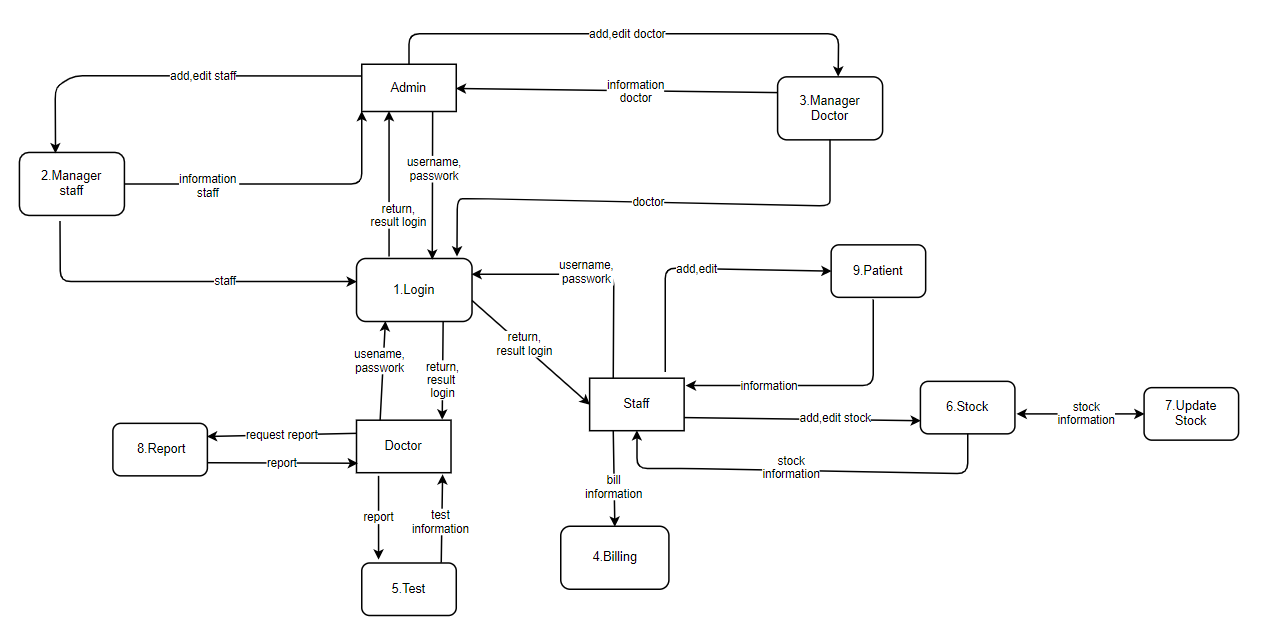 add,edit doctor
add,edit staff
Admin
information
doctor
3.Manager
Doctor
username,
passwork
2.Manager
staff
information
staff
return,
result login
doctor
username,
passwork
add,edit
9.Patient
staff
1.Login
return,
result login
usename,
passwork
return,
result
login
information
Staff
add,edit stock
6.Stock
stock
information
7.Update
Stock
request report
8.Report
Doctor
report
stock
information
bill
information
report
test
information
4.Billing
5.Test